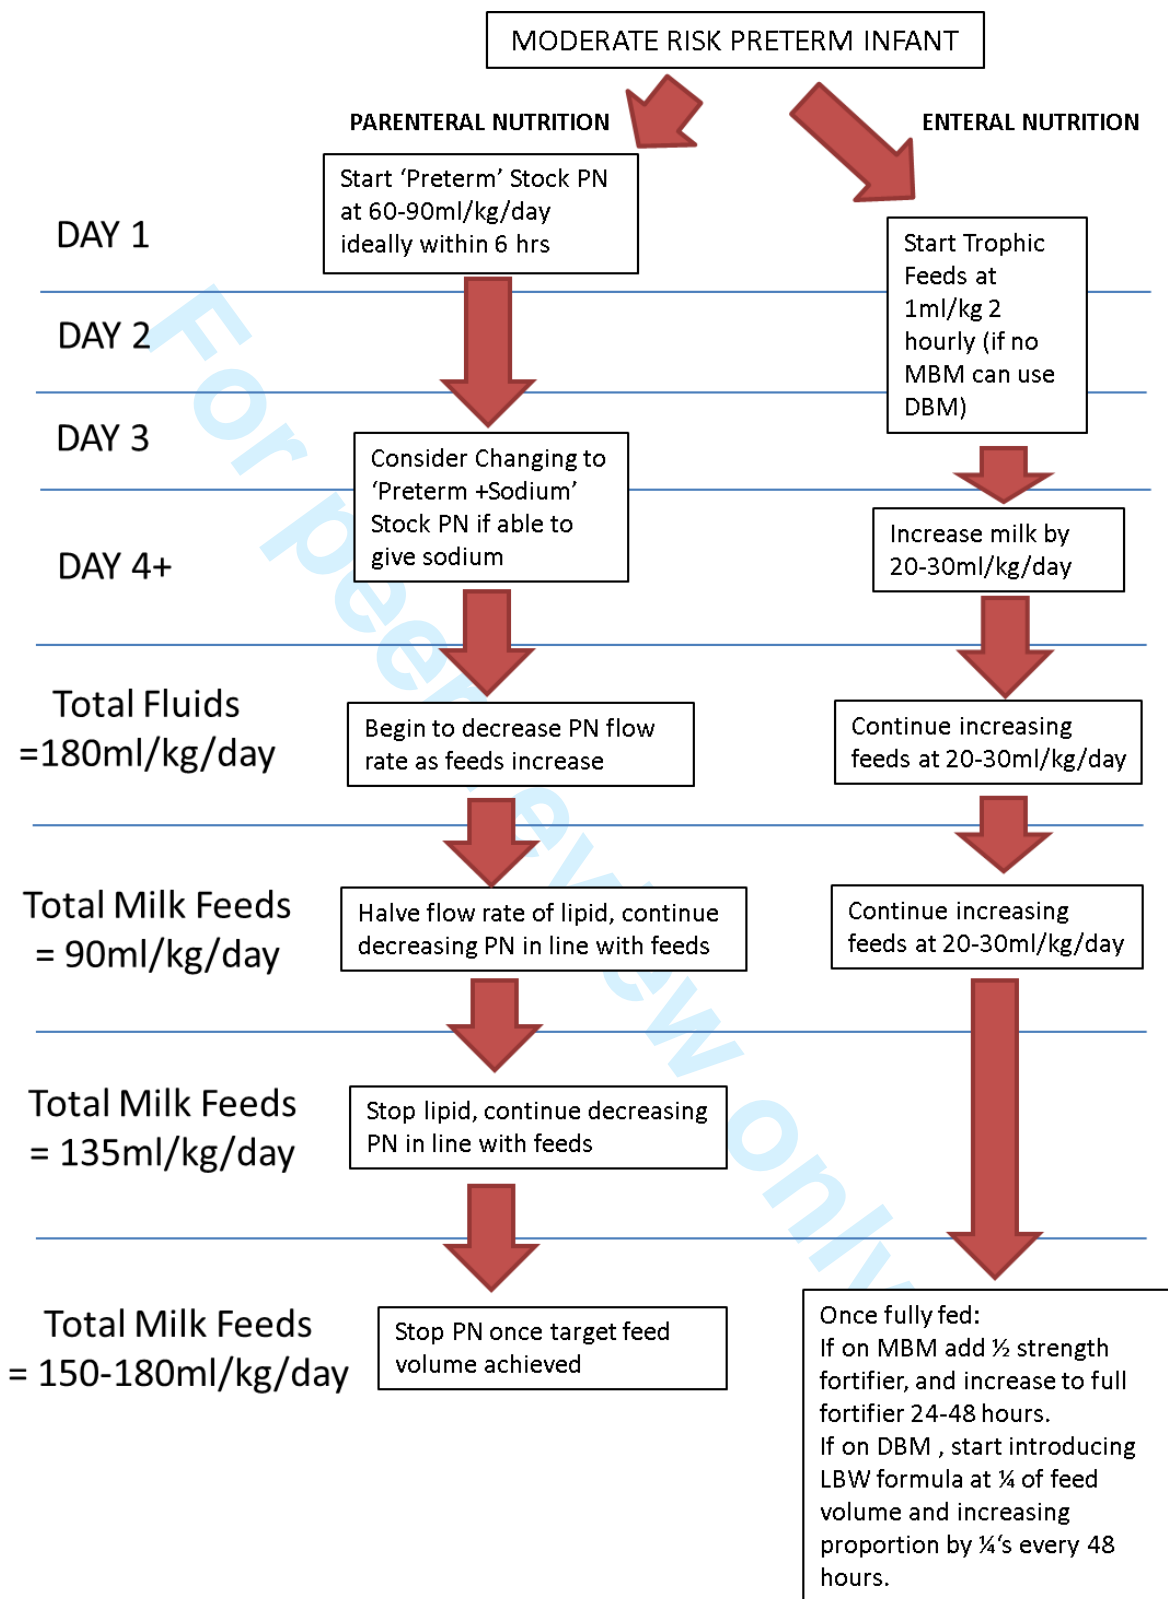 MODERATE RISK PRETERM INFANT
PARENTERAL NUTRITION
ENTERAL NUTRITION
DAY 1
Start ‘Preterm’ Stock PN
at 60-90ml/kg/day
ideally within 6 hrs
Start Trophic
Feeds at
1ml/kg 2
hourly (if no
MBM can use
DBM)
DAY 2
DAY 3
Consider Changing to
‘Preterm +Sodium’
Stock PN if able to
give sodium
DAY 4+
Increase milk by
20-30ml/kg/day
Total Fluids
=180ml/kg/day
Begin to decrease PN flow
rate as feeds increase
Continue increasing
feeds at 20-30ml/kg/day
Total Milk Feeds
= 90ml/kg/day
Halve flow rate of lipid, continue
decreasing PN in line with feeds
Continue increasing
feeds at 20-30ml/kg/day
Total Milk Feeds
= 135ml/kg/day
Stop lipid, continue decreasing
PN in line with feeds
Total Milk Feeds
= 150-180ml/kg/day
Stop PN once target feed
volume achieved
Once fully fed:
If on MBM add ½ strength
fortifier, and increase to full
fortifier 24-48 hours.
If on DBM , start introducing
LBW formula at ¼ of feed
volume and increasing
proportion by ¼‘s every 48
hours.
For peer review only